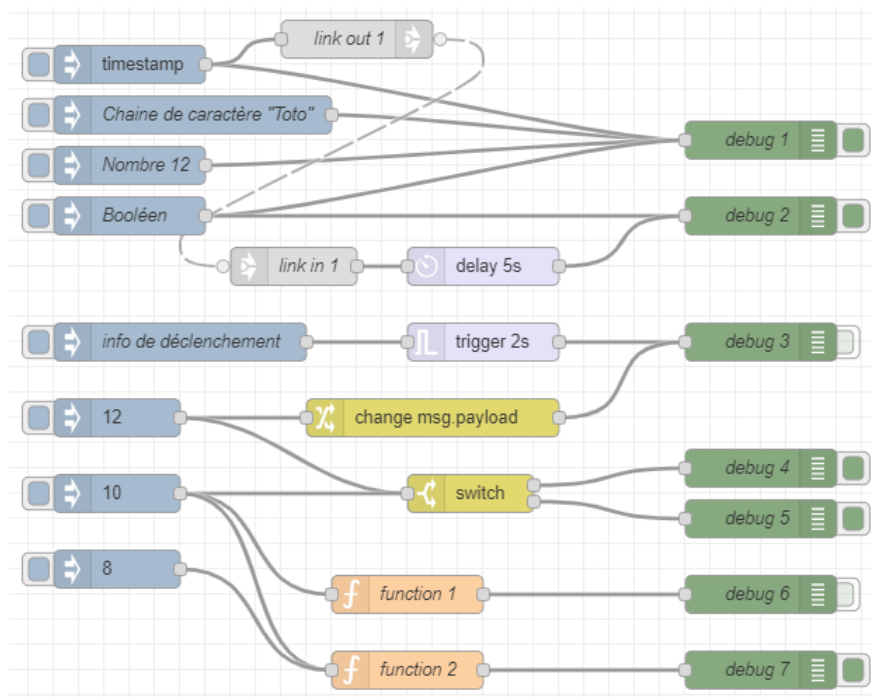 link out 1
timestamp
Chaine de caractère "Toto"
debug 1
Nombre 12
Booléen
debug 2
link in 1
delay 5s
info de déclenchement
trigger 2s
debug 3
12
change msg.payload
debug 4
10
switch
debug 5
8
function 1
debug 6
function 2
debug 7